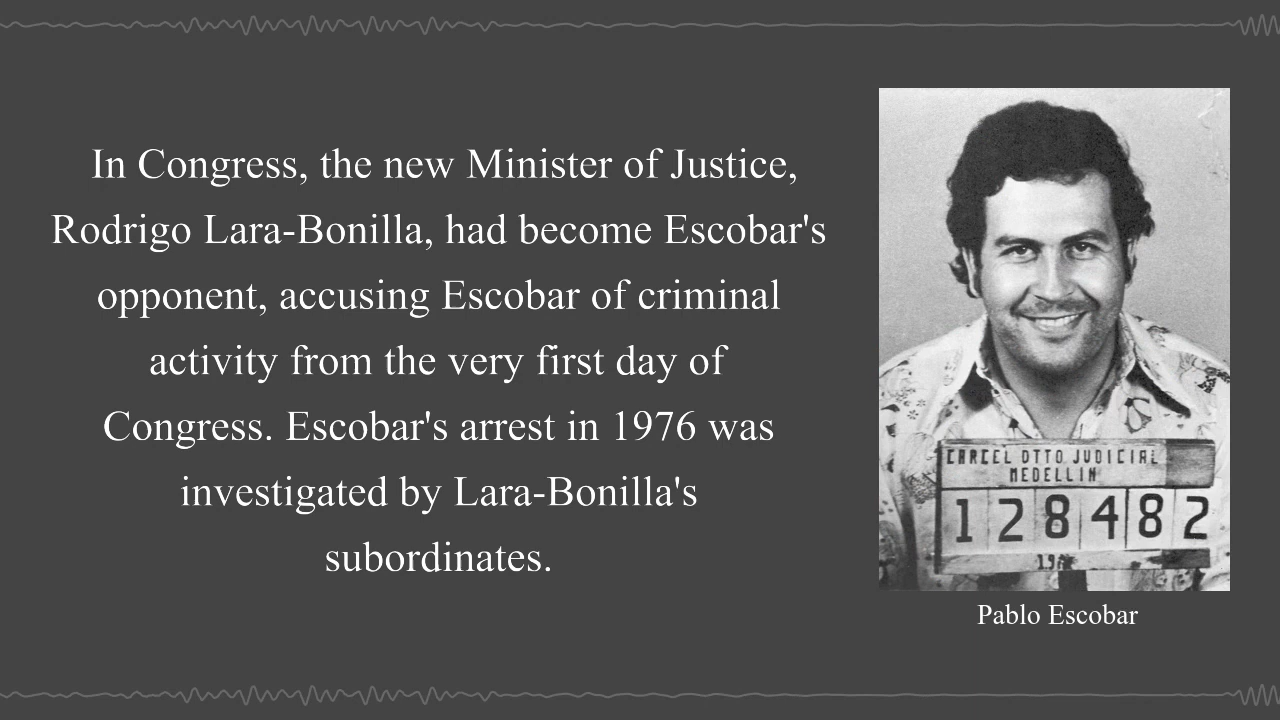 In Congress, the new Minister of Justice,
Rodrigo Lara-Bonilla, had become Escobar's
opponent, accusing Escobar of criminal
activity from the very first day of
Congress. Escobar's arrest in 1976 was
investigated by Lara-Bonilla's
subordinates.
CARCEL DTTO JUDICIAL
MEDELLIN
128482
Pablo Escobar